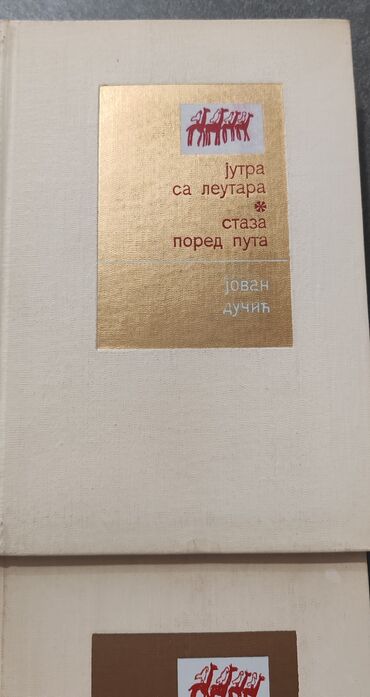 јутра
са леутара
*
стаза
поред пута
јован
дучић